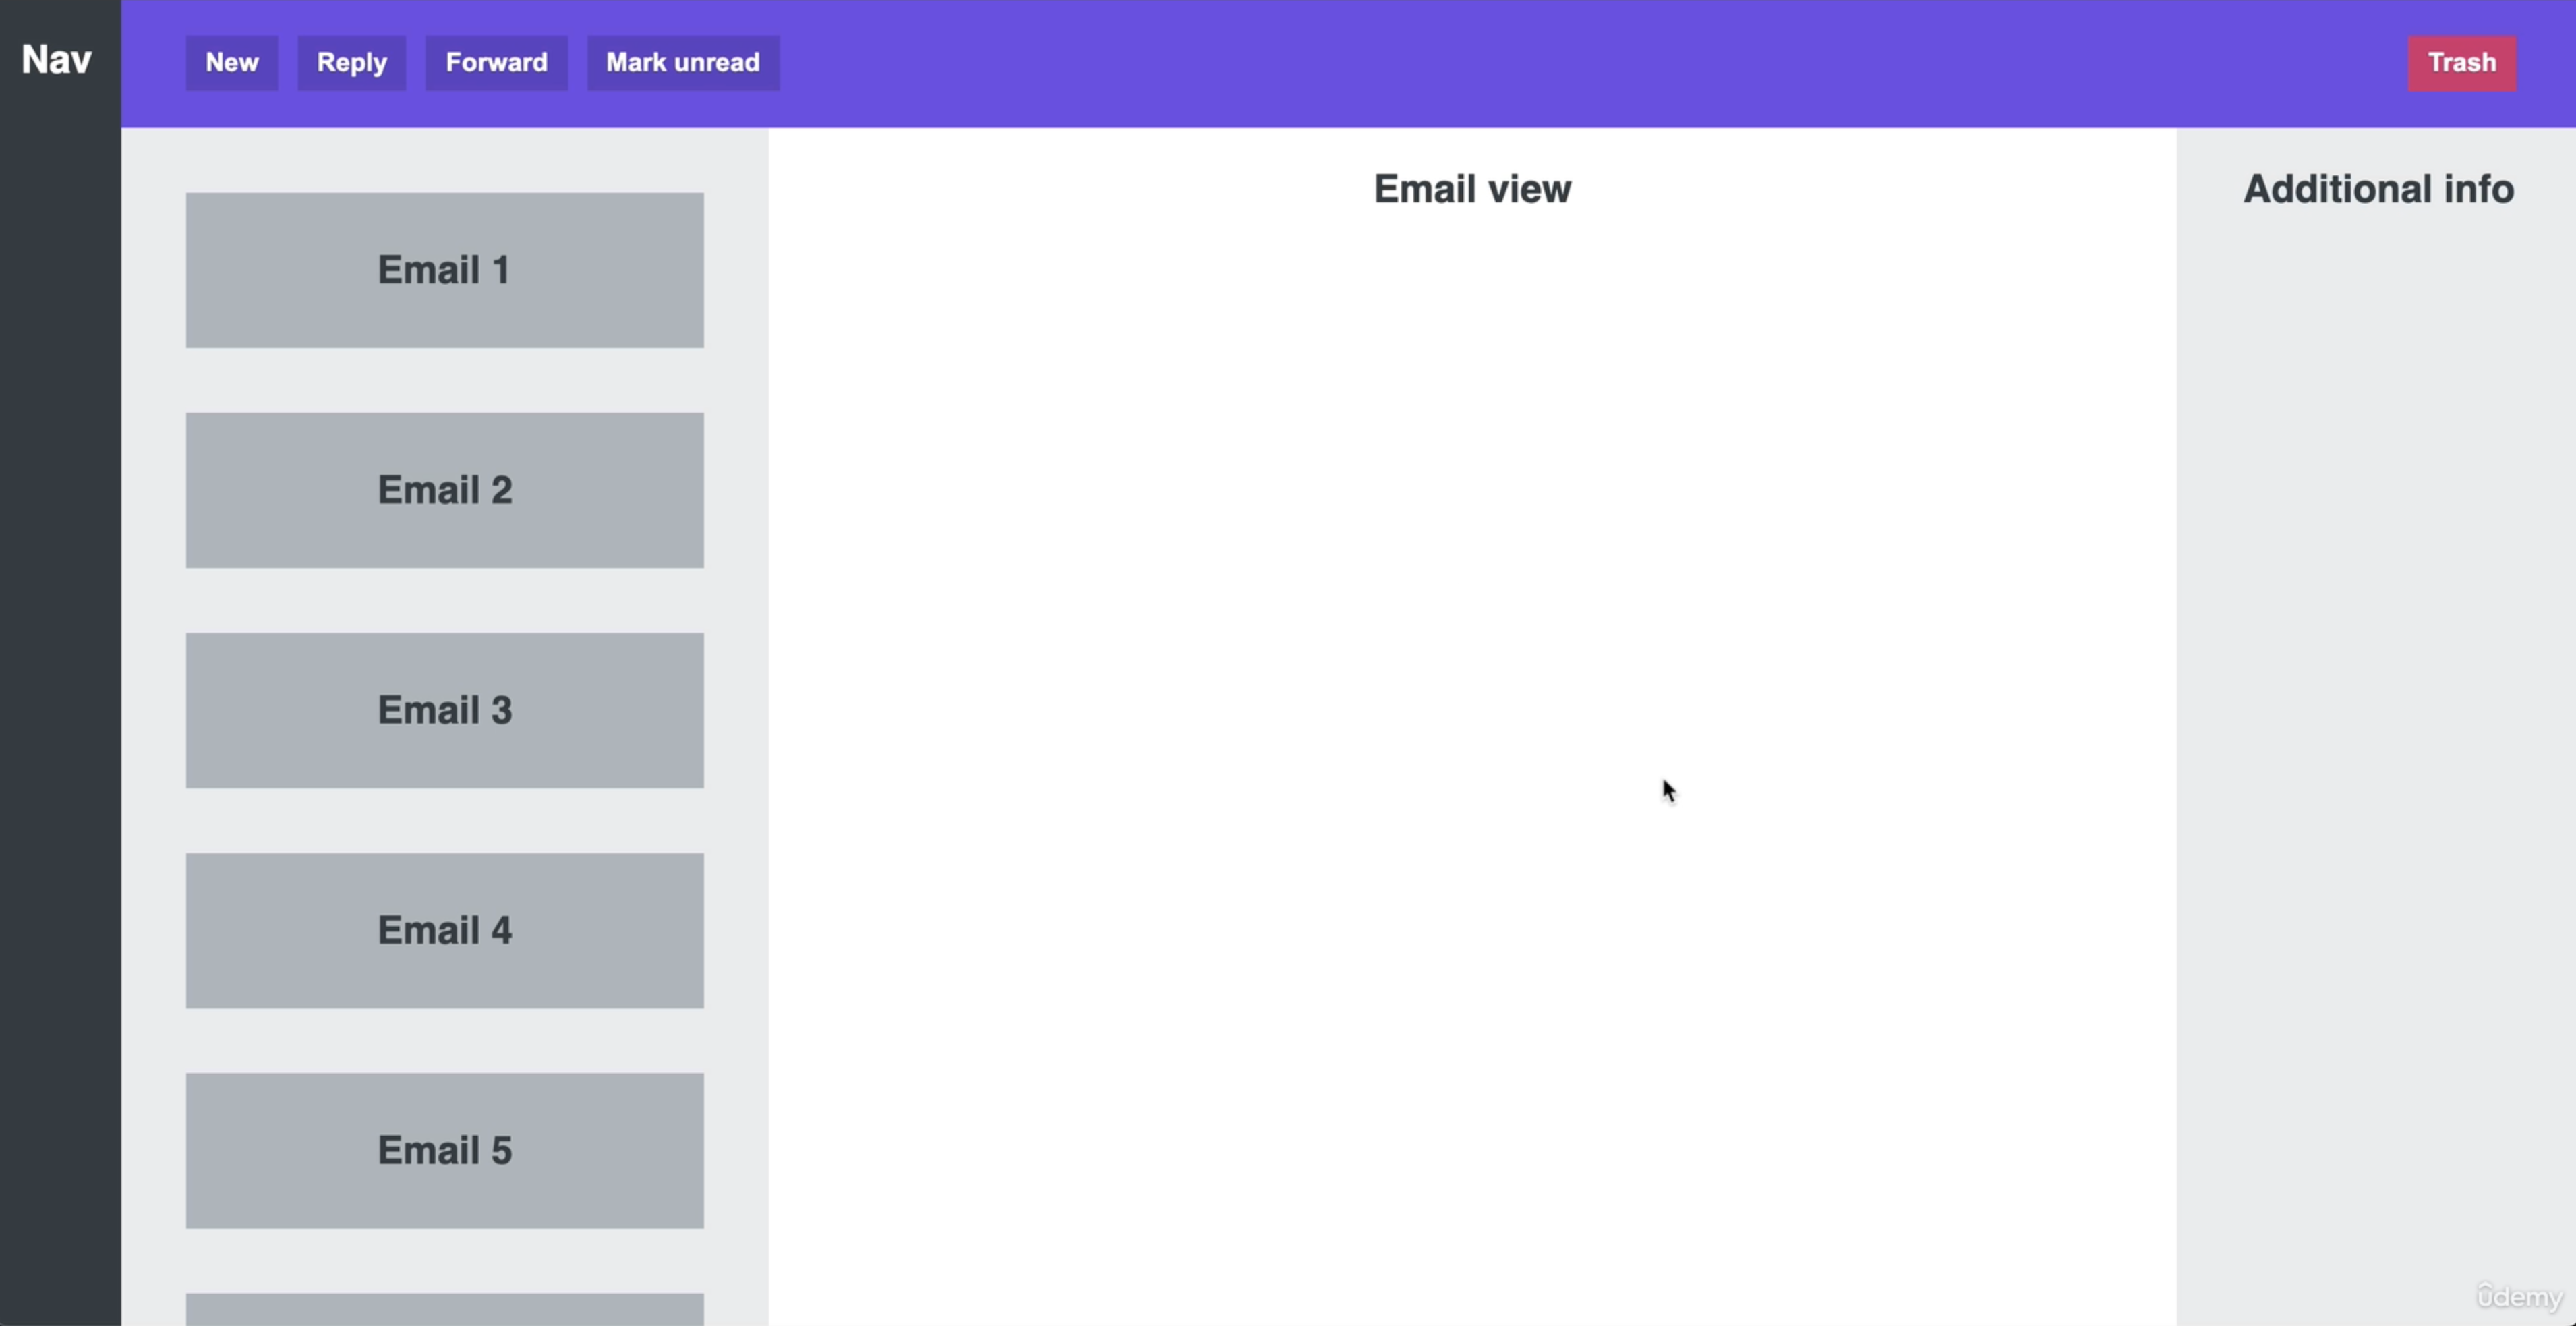 Nav
New
Reply
Forward
Mark unread
Trash
Email 1
Email 2
Email 3
Email 4
Email 5
Email view
Additional info
ûdemy